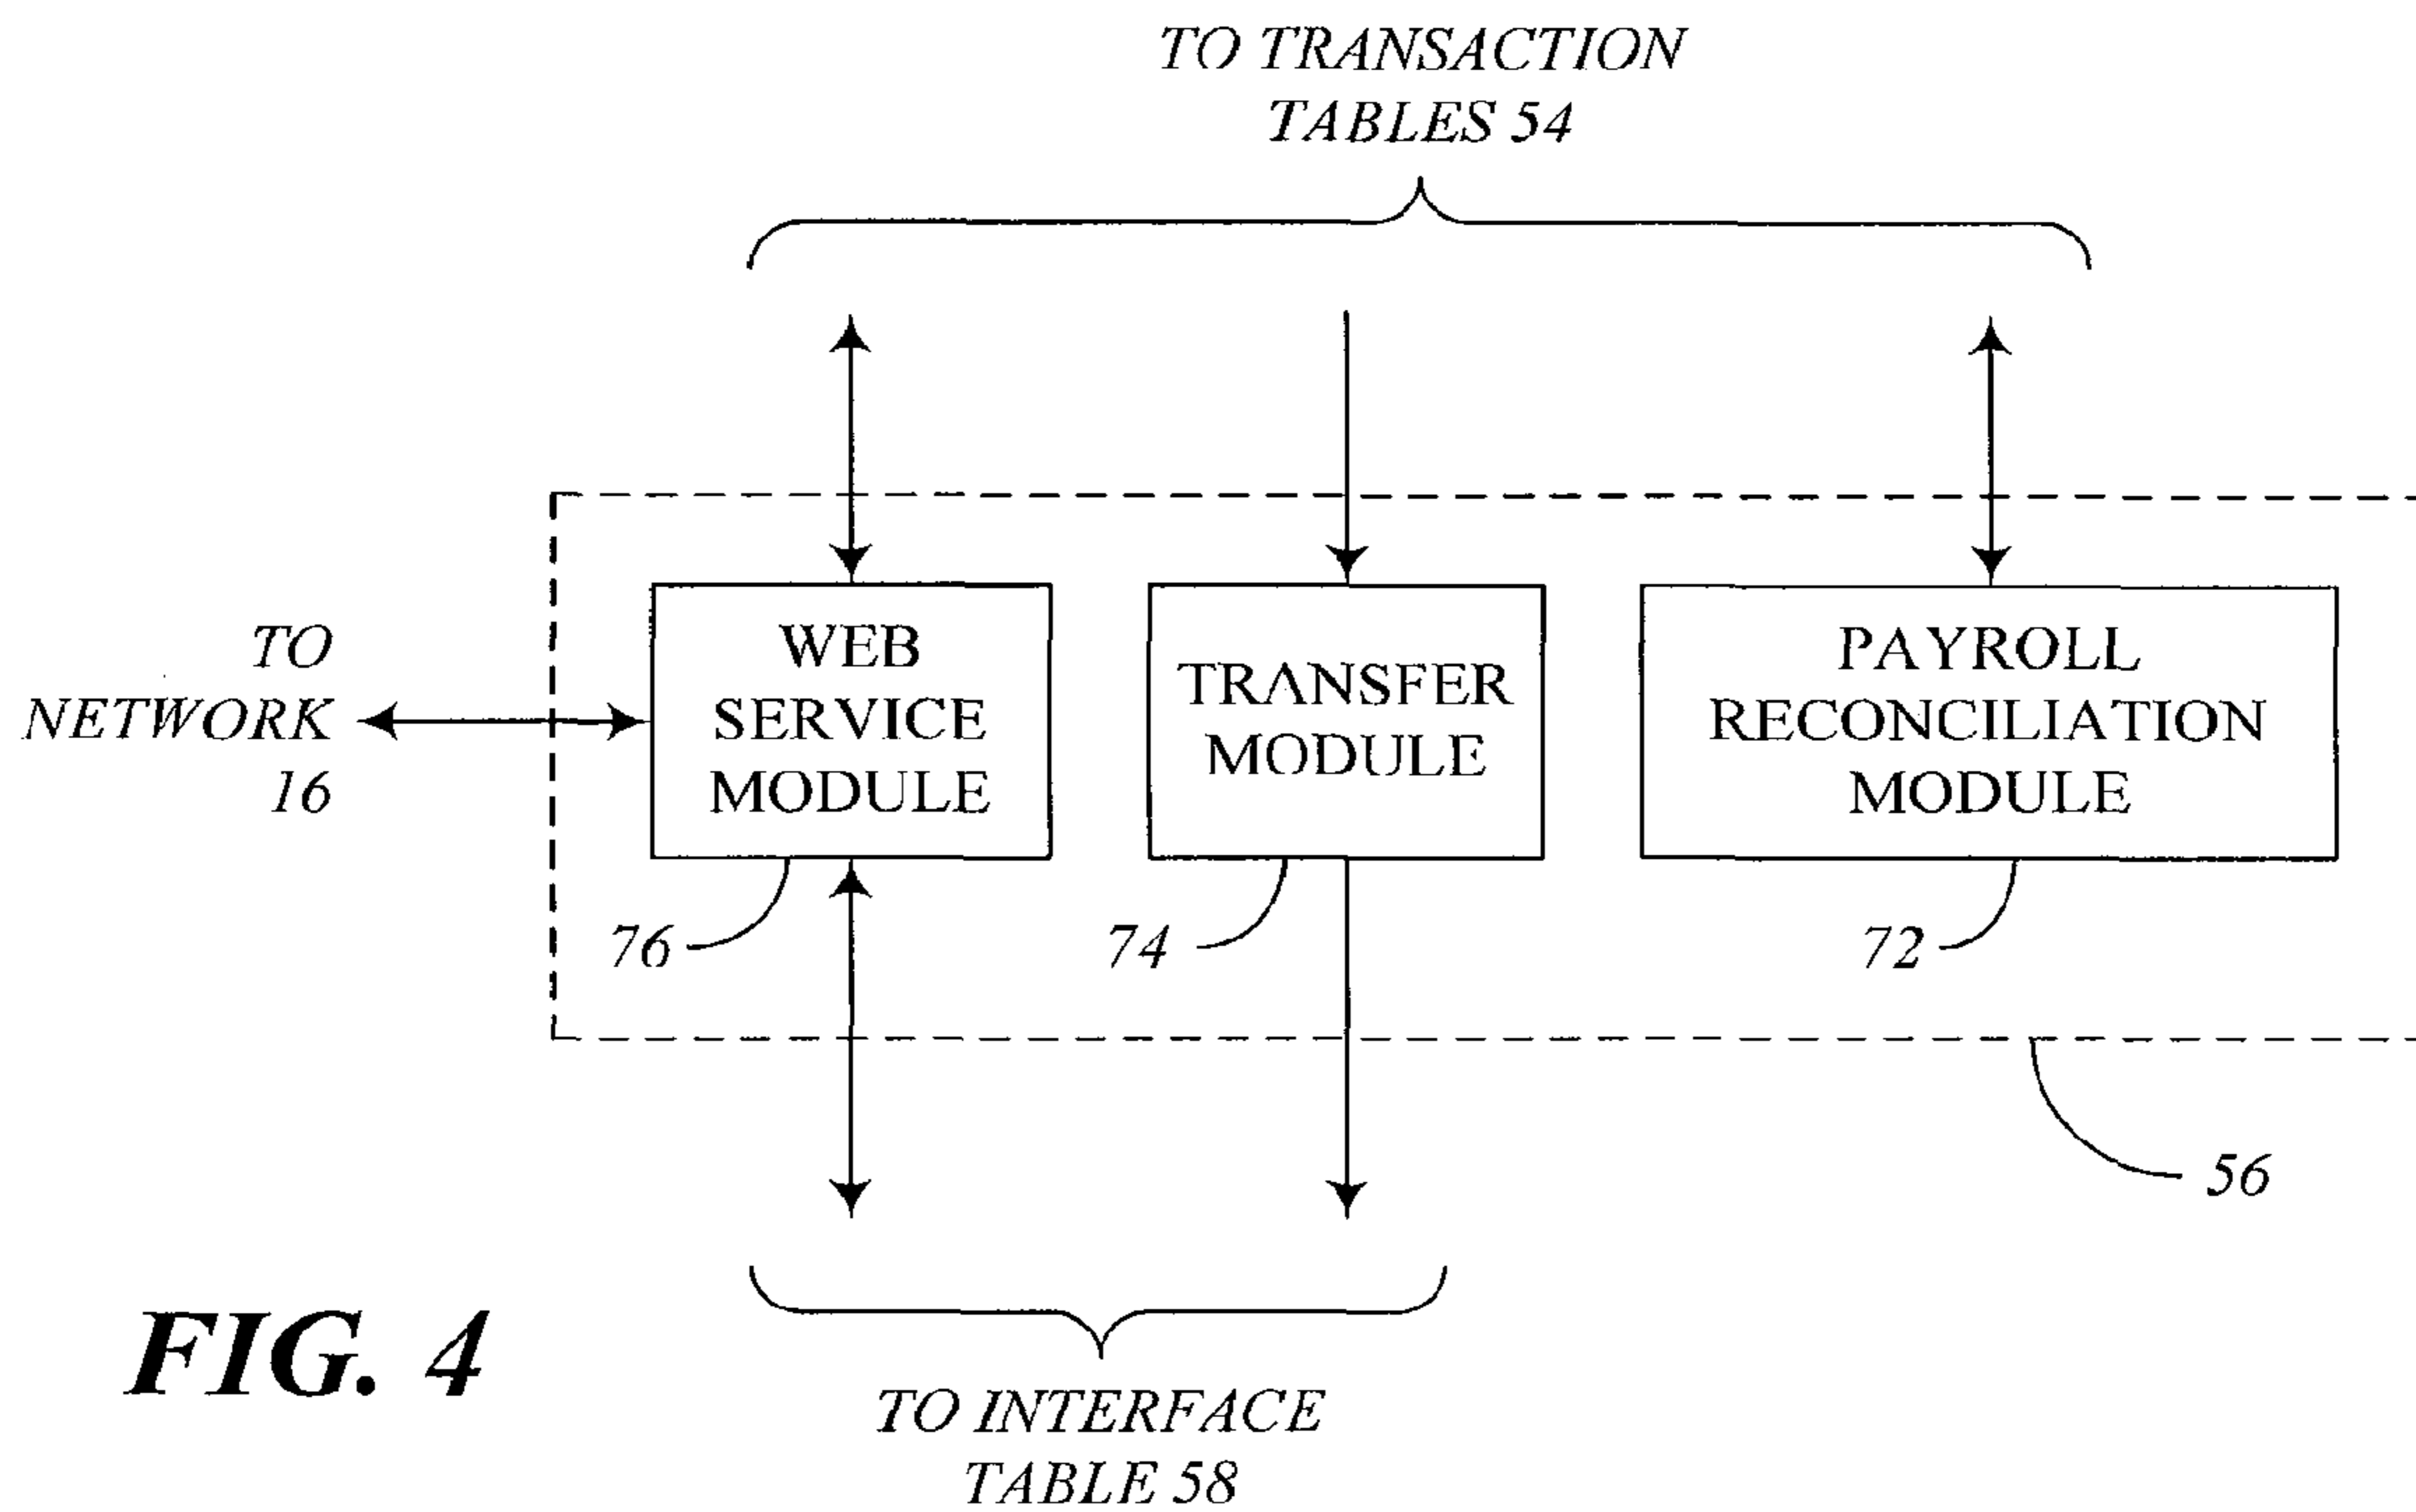 TO TRANSACTION
TABLES 54
TO
NETWORK
16
WEB
SERVICE
MODULE
TRANSFER
MODULE
PAYROLL
RECONCILIATION
MODULE
76
74
72
56
FIG. 4
TO INTERFACE
TABLE 58